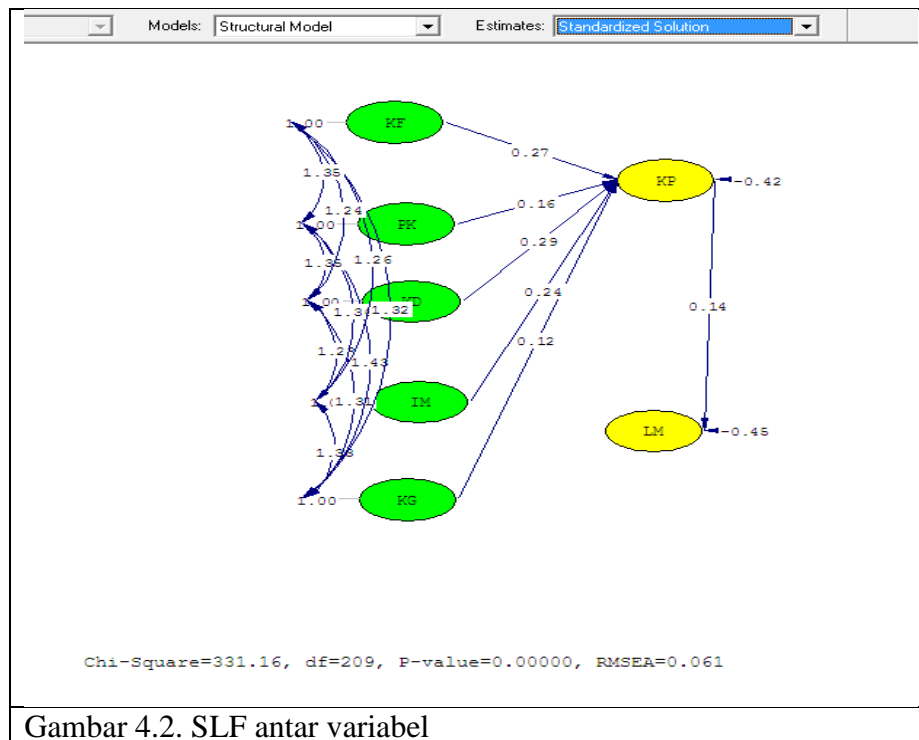 Models: Structural Model Estimates: Standardized Solution
1.00 KF
0.27
KP -0.42
1.35
0.16
1.24
1.00 PK
0.29
1.26
1.35
0.24
1.32
0.14
0.12
1.43
1.31
IM
LM -0.45
1.33
1.00 KG
Chi-Square=331.16, df=209, P-value=0.00000, RMSEA=0.061
Gambar 4.2. SLF antar variabel